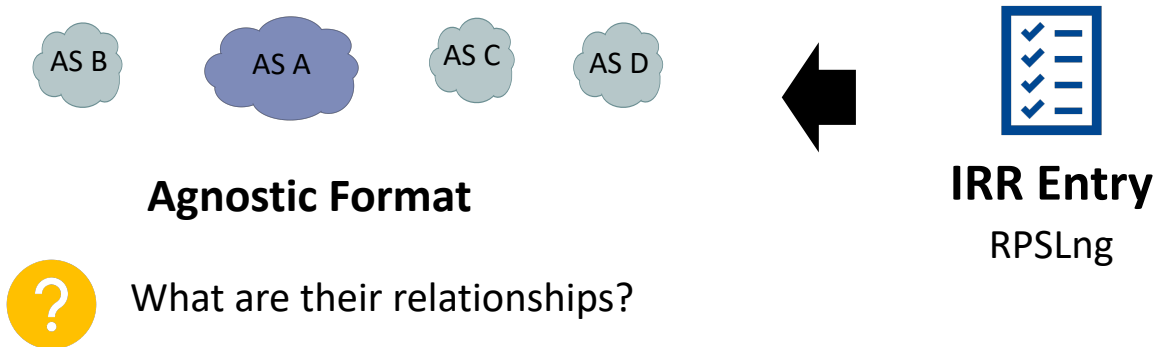 AS B
AS A
AS C
AS D
Agnostic Format
IRR Entry
RPSLng
?
What are their relationships?